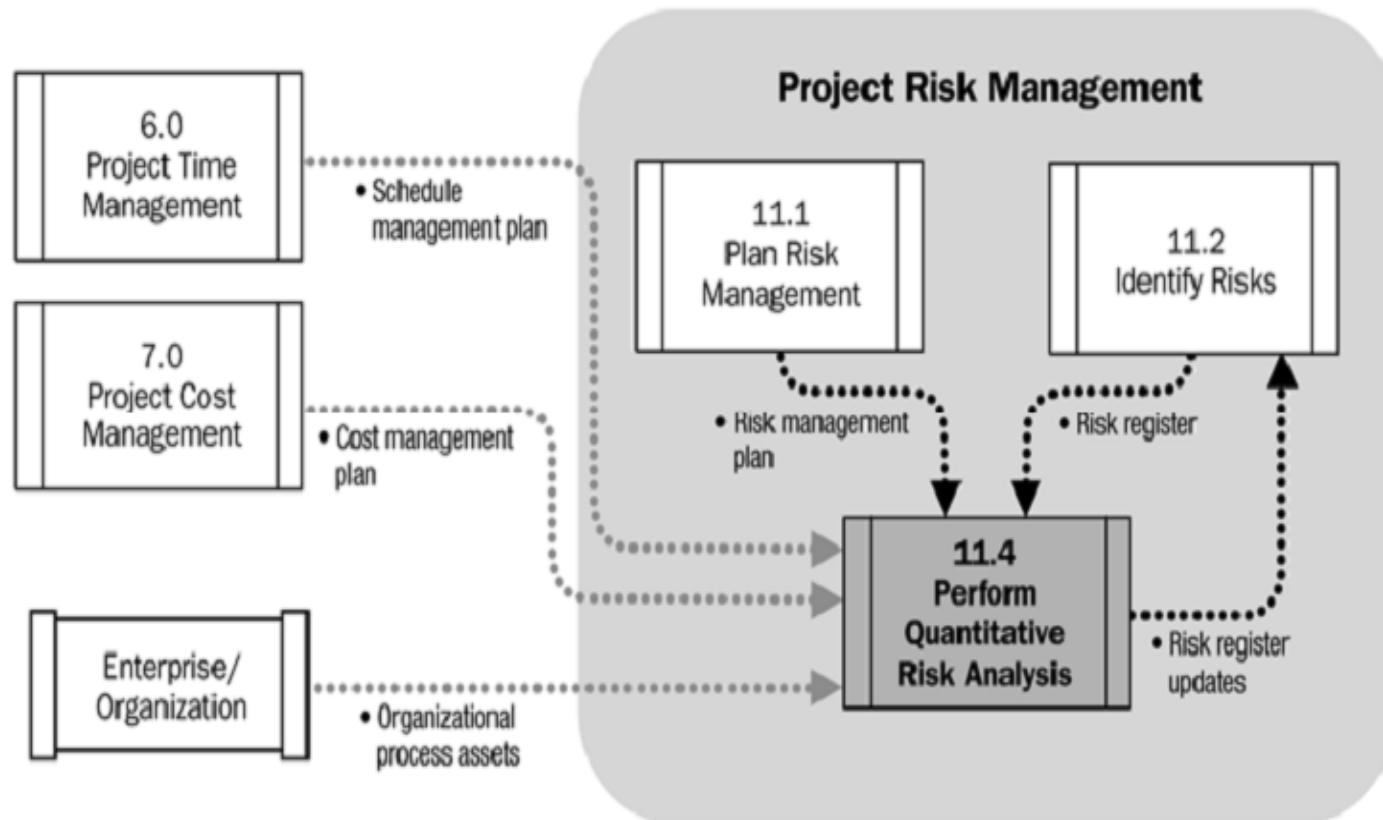 Project Risk Management
6.0
Project Time
Management
• Schedule
management plan
11.1
Plan Risk
Management
11.2
Identify Risks
7.0
Project Cost
Management
• Cost management
plan
• Risk management
plan
• Risk register
11.4
Perform
Quantitative
Risk Analysis
• Risk register
updates
Enterprise/
Organization
• Organizational
process assets